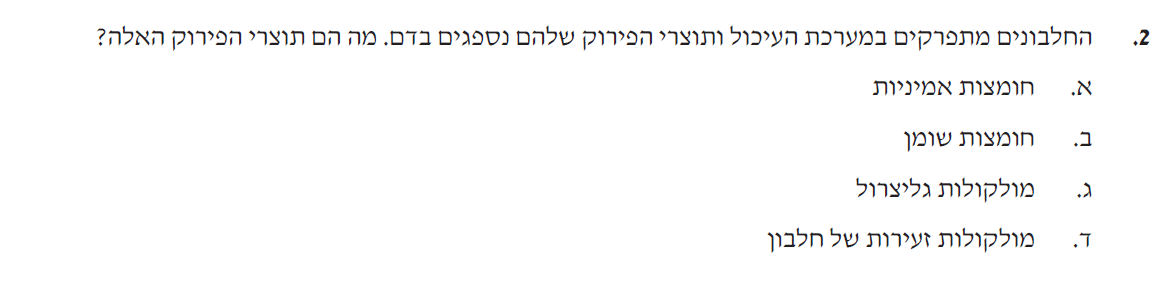 2. החלבונים מתפרקים במערכת העיכול ותוצרי הפירוק שלהם נספגים בדם. מה הם תוצרי הפירוק האלה?
א. חומצות אמיניות
ב. חומצות שומן
ג. מולקולות גליצרול
ד. מולקולות זעירות של חלבון